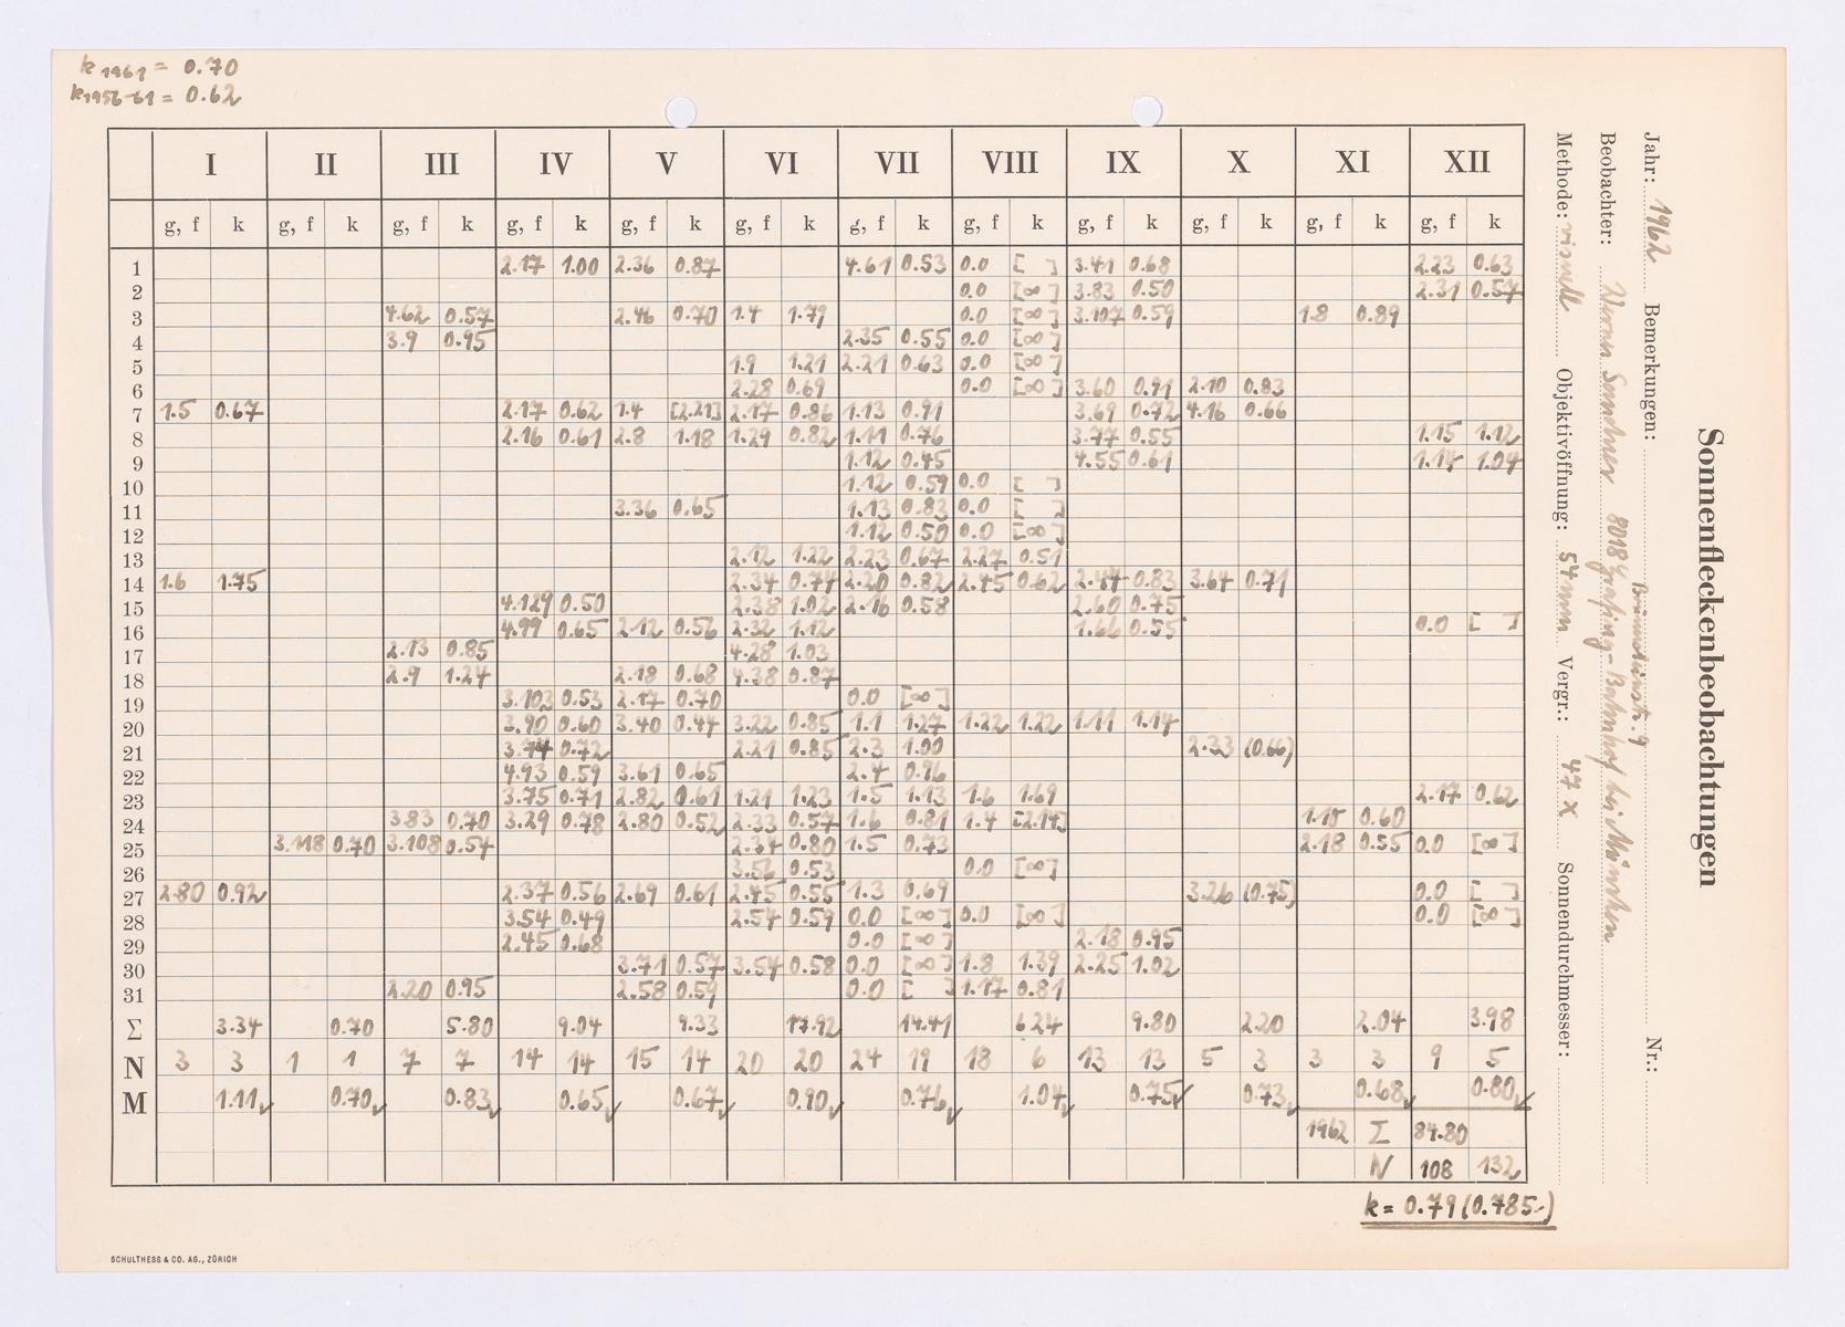 k 1961 = 0.70
k 1956-61 = 0.62
Sonnenfleckenbeobachtungen
Jahr: 1962 Bemerkungen: Nr.:
Beobachter: Werner 8018 Grafing-Bahnhof bei München
Methode: visuell Objektivöffnung: 54 mm Vergr.: 47 X Sonnendurchmesser:
I II III IV V VI VII VIII IX X XI XII
g, f k g, f k g, f k g, f k g, f k g, f k g, f k g, f k g, f k g, f k g, f k g, f k
1 2.17 1.00 2.36 0.87 4.61 0.53 0.0 [ ] 3.41 0.68 2.23 0.63
2 0.0 [∞] 3.83 0.50 2.31 0.57
3 4.62 0.57 2.46 0.70 1.4 1.79 0.0 [∞] 3.107 0.59 1.8 0.89
4 3.9 0.95 2.35 0.55 0.0 [∞]
5 1.9 1.21 2.21 0.63 0.0 [∞]
6 2.28 0.69 0.0 [∞] 3.60 0.91 2.10 0.83
7 1.5 0.67 2.17 0.62 1.4 [2.21] 2.17 0.86 1.13 0.91 3.69 0.72 4.16 0.66
8 2.16 0.61 2.8 1.18 1.29 0.82 1.11 0.76 3.77 0.55 1.15 1.12
9 1.12 0.45 4.55 0.61 1.14 1.04
10 1.12 0.59 0.0 [ ]
11 3.36 0.65 1.13 0.83 0.0 [ ]
12 1.12 0.50 0.0 [∞]
13 2.12 1.22 2.23 0.67 2.27 0.51
14 1.6 1.75 2.34 0.74 2.20 0.82 2.45 0.62 2.44 0.83 3.64 0.71
15 4.129 0.50 2.38 1.02 2.16 0.58 2.60 0.75
16 4.99 0.65 2.12 0.56 2.32 1.12 1.66 0.55 0.0 [ ]
17 2.13 0.85 4.28 1.03
18 2.9 1.24 2.18 0.68 4.38 0.87
19 3.103 0.53 2.17 0.70 0.0 [∞]
20 3.90 0.60 3.40 0.44 3.22 0.85 1.1 1.27 1.22 1.22 1.11 1.14
21 3.74 0.72 2.21 0.85 2.3 1.00 2.33 (0.66)
22 4.93 0.59 3.61 0.65 2.4 0.96
23 3.75 0.71 2.82 0.61 1.21 1.23 1.5 1.13 1.6 1.69 2.17 0.62
24 3.83 0.70 3.29 0.78 2.80 0.52 2.33 0.57 1.6 0.81 1.4 [2.14] 1.15 0.60
25 3.118 0.70 3.108 0.54 2.34 0.80 1.5 0.73 2.18 0.55 0.0 [∞]
26 3.56 0.53 0.0 [∞]
27 2.80 0.92 2.37 0.56 2.69 0.61 2.45 0.55 1.3 0.69 3.26 (0.75) 0.0 [ ]
28 3.54 0.49 2.54 0.59 0.0 [∞] 0.0 [∞] 0.0 [∞]
29 2.45 0.68 0.0 [∞] 2.18 0.95
30 3.71 0.57 3.54 0.58 0.0 [∞] 1.8 1.39 2.25 1.02
31 2.20 0.95 2.58 0.59 0.0 [ ] 1.17 0.81
Σ 3.34 0.70 5.80 9.04 9.33 17.92 14.41 6.24 9.80 2.20 2.04 3.98
N 3 3 1 1 7 7 14 14 15 14 20 20 24 19 18 6 13 13 5 3 3 3 9 5
M 1.11 0.70 0.83 0.65 0.67 0.90 0.76 1.04 0.75 0.73 0.68 0.80
1962 Σ 84.80
N 108 132
k = 0.79 (0.785)
SCHULTHESS & CO. AG., ZÜRICH